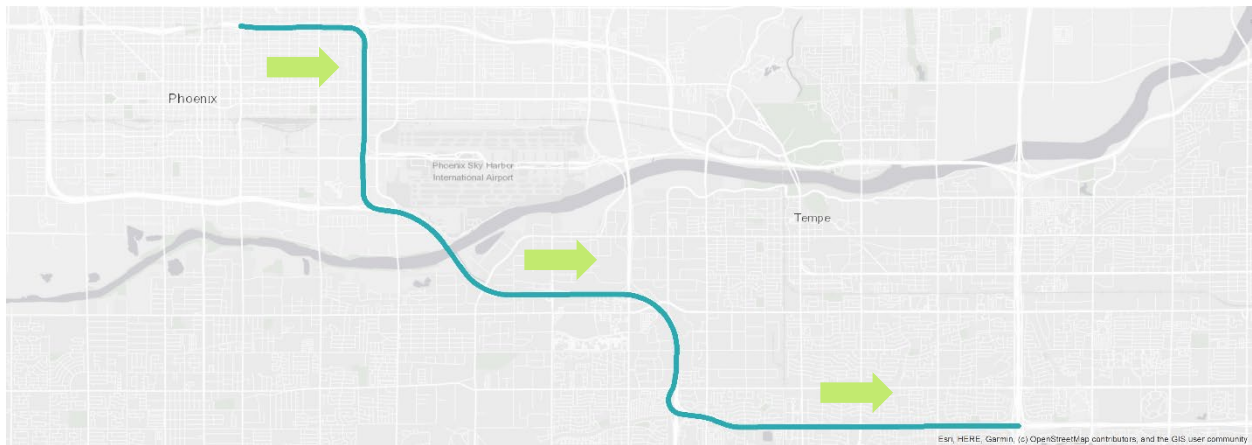 Phoenix
Phoenix Sky Harbor
International Airport
Tempe
Esri, HERE, Garmin, (c) OpenStreetMap contributors, and the GIS user community